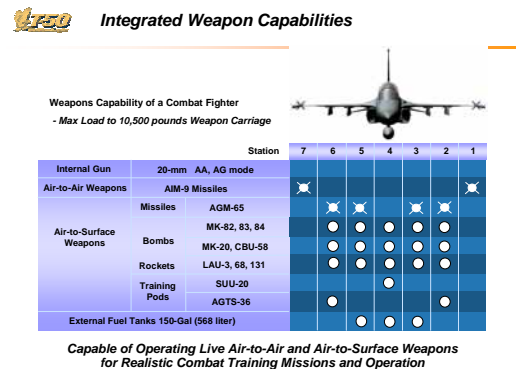 T-50
Integrated Weapon Capabilities
Weapons Capability of a Combat Fighter
- Max Load to 10,500 pounds Weapon Carriage
Station 7 6 5 4 3 2 1
Internal Gun 20-mm AA, AG mode
Air-to-Air Weapons AIM-9 Missiles
Air-to-Surface Weapons
Missiles AGM-65
Bombs MK-82, 83, 84
MK-20, CBU-58
Rockets LAU-3, 68, 131
Training Pods SUU-20
AGTS-36
External Fuel Tanks 150-Gal (568 liter)
Capable of Operating Live Air-to-Air and Air-to-Surface Weapons
for Realistic Combat Training Missions and Operation